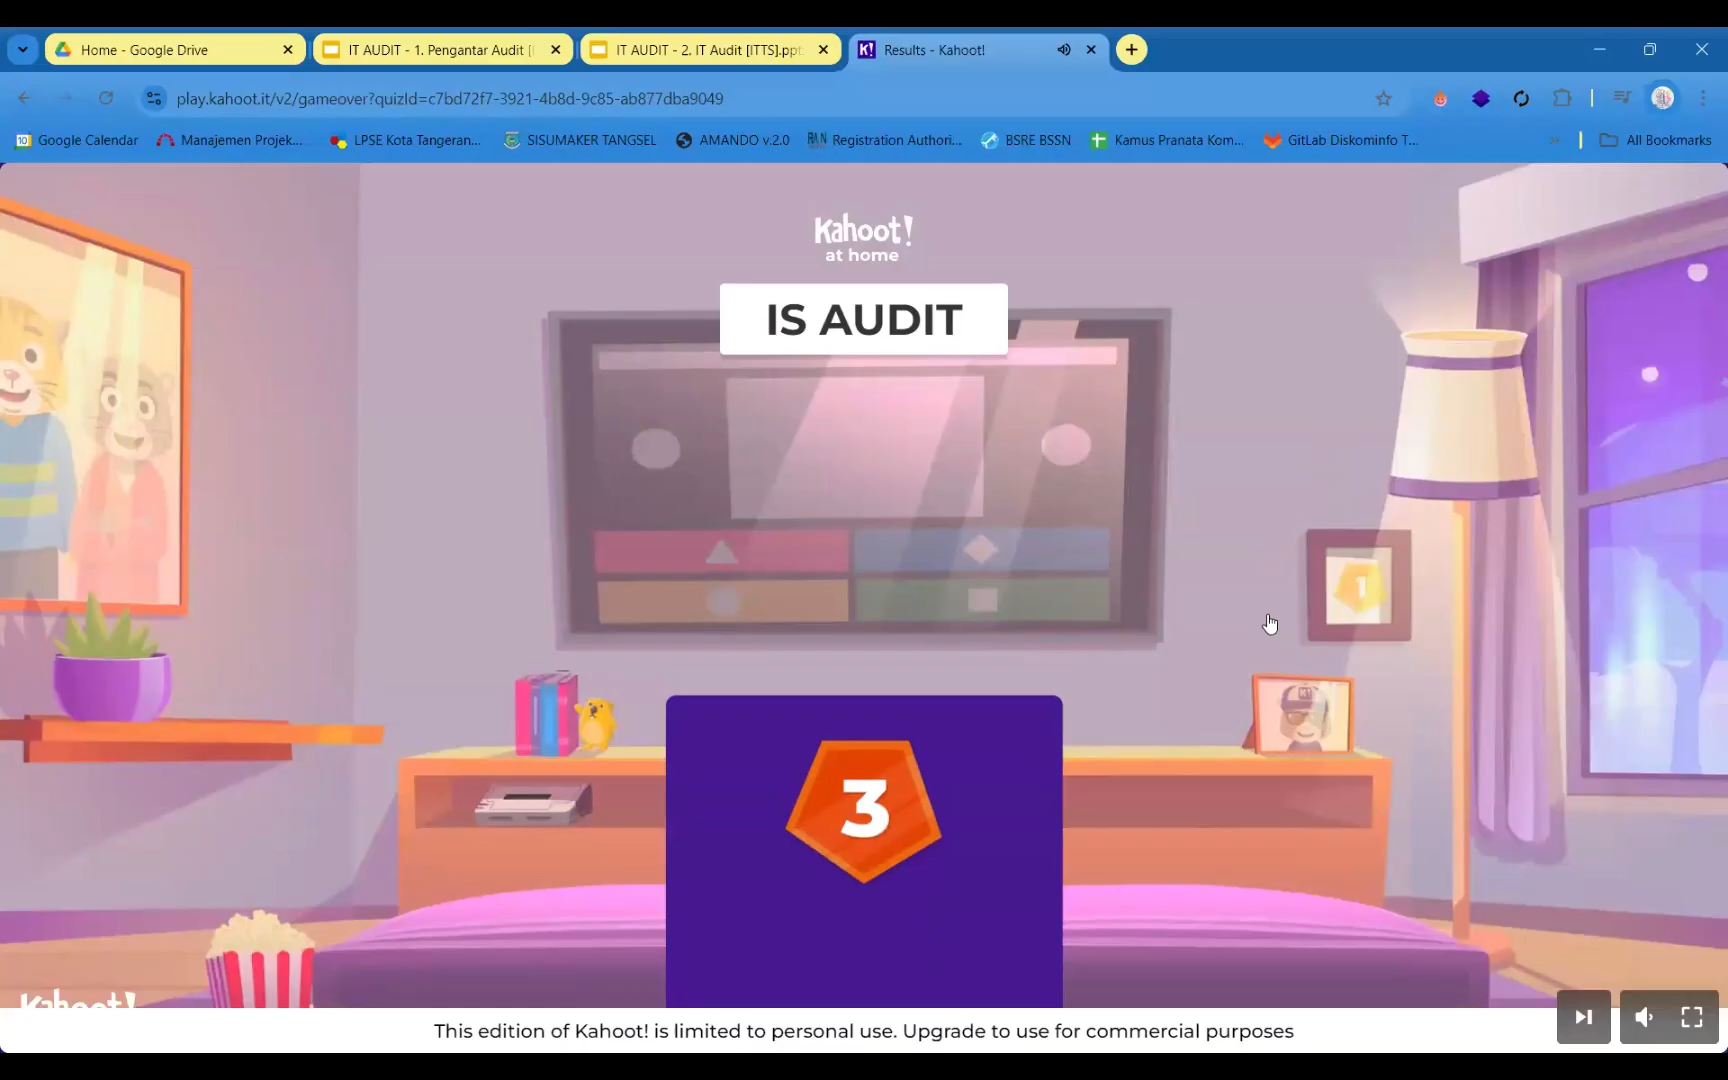 Home - Google Drive
IT AUDIT - 1. Pengantar Audit [
IT AUDIT - 2. IT Audit [ITTS].ppt
K!
Results - Kahoot!
play.kahoot.it/v2/gameover?quizId=c7bd72f7-3921-4b8d-9c85-ab877dba9049
10
Google Calendar
Manajemen Projek...
LPSE Kota Tangeran...
SISUMAKER TANGSEL
AMANDO v.2.0
Registration Authori...
BSRE BSSN
Kamus Pranata Kom...
GitLab Diskominfo T...
»
All Bookmarks
Kahoot!
at home
IS AUDIT
1
K!
3
Kahoot!
This edition of Kahoot! is limited to personal use. Upgrade to use for commercial purposes